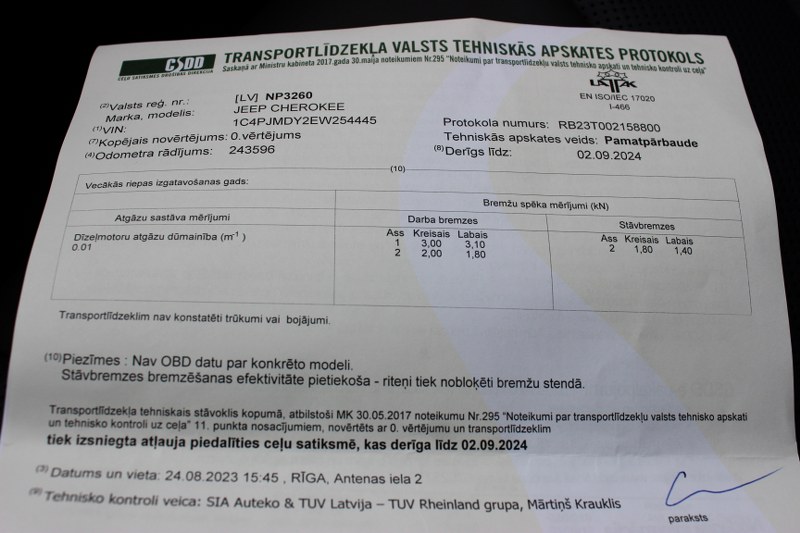 CSDD
CEĻU SATIKSMES DROŠĪBAS DIREKCIJA
TRANSPORTLĪDZEKĻA VALSTS TEHNISKĀS APSKATES PROTOKOLS
Saskaņā ar Ministru kabineta 2017.gada 30.maija noteikumiem Nr.295 "Noteikumi par transportlīdzekļu valsts tehnisko apskati un tehnisko kontroli uz ceļa"
LATAK
EN ISO/IEC 17020
I-466
(2)Valsts reģ. nr.: [LV] NP3260
Marka, modelis: JEEP CHEROKEE
(1)VIN: 1C4PJMDY2EW254445
(7)Kopējais novērtējums: 0.vērtējums
(4)Odometra rādījums: 243596
Protokola numurs: RB23T002158800
Tehniskās apskates veids: Pamatpārbaude
(8)Derīgs līdz: 02.09.2024
(10)
Vecākās riepas izgatavošanas gads:
Bremžu spēka mērījumi (kN)
Atgāzu sastāva mērījumi Darba bremzes Stāvbremzes
Dīzeļmotoru atgāzu dūmainība (m-1 )
0.01
Ass Kreisais Labais
1 3,00 3,10
2 2,00 1,80
Ass Kreisais Labais
2 1,80 1,40
Transportlīdzeklim nav konstatēti trūkumi vai bojājumi.
(10)Piezīmes : Nav OBD datu par konkrēto modeli.
Stāvbremzes bremzēšanas efektivitāte pietiekoša - riteņi tiek nobloķēti bremžu stendā.
Transportlīdzekļa tehniskais stāvoklis kopumā, atbilstoši MK 30.05.2017 noteikumu Nr.295 "Noteikumi par transportlīdzekļu valsts tehnisko apskati
un tehnisko kontroli uz ceļa" 11. punkta nosacījumiem, novērtēts ar 0. vērtējumu un transportlīdzeklim
tiek izsniegta atļauja piedalīties ceļu satiksmē, kas derīga līdz 02.09.2024
(3) Datums un vieta: 24.08.2023 15:45 , RĪGA, Antenas iela 2
(9) Tehnisko kontroli veica: SIA Auteko & TUV Latvija – TUV Rheinland grupa, Mārtiņš Krauklis
paraksts